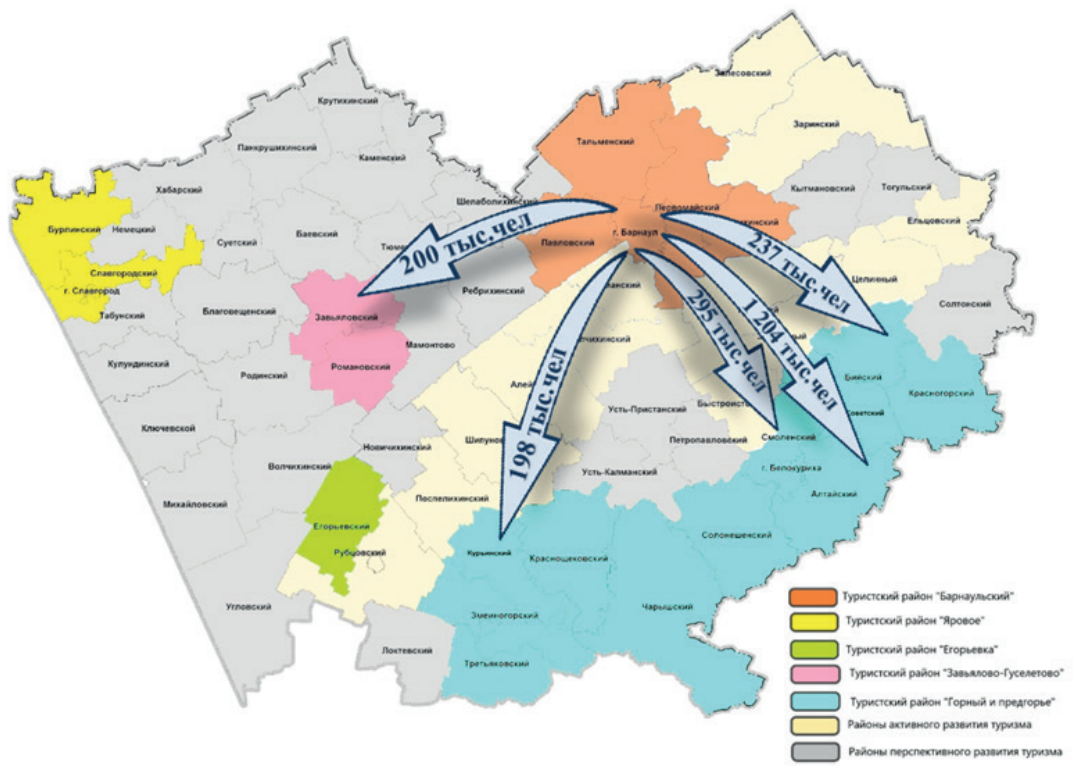 Залесовский
Крутихинский
Заринский
Панкрушихинский
Тальменский
Каменский
Хабарский
Кытмановский
Тогульский
Шелаболихинский
Первомайский
Ельцовский
Бурлинский
Немецкий
Баевский
Павловский
г. Барнаул
Суетский
200 тыс.чел
237 тыс.чел
Славгородский
Целинный
г. Славгород
Ребрихинский
Солтонский
Табунский
Благовещенский
Завьяловский
295 тыс.чел
1 204 тыс.чел
Мамонтово
Кулундинский
Романовский
Родинский
Бийский
Красногорский
198 тыс.чел
Усть-Пристанский
Советский
Ключевской
Петропавловский
Смоленский
Новичихинский
Волчихинский
Усть-Калманский
г. Белокуриха
Поспелихинский
Алтайский
Михайловский
Егорьевский
Солонешенский
Рубцовский
Курьинский
Краснощековский
Угловский
Змеиногорский
Чарышский
Локтевский
Третьяковский
Туристский район "Барнаульский"
Туристский район "Яровое"
Туристский район "Егорьевка"
Туристский район "Завьялово-Гуселетово"
Туристский район "Горный и предгорье"
Районы активного развития туризма
Районы перспективного развития туризма